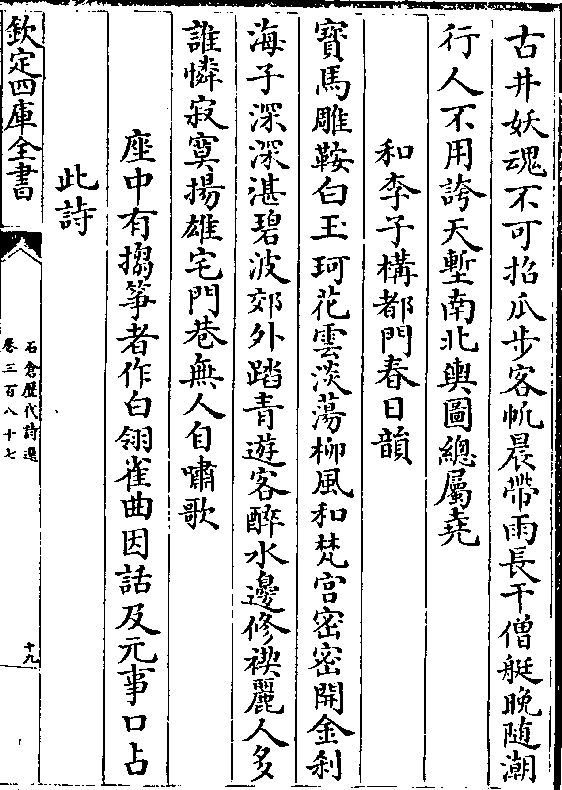 古井妖魂不可招瓜步客帆晨帶雨長干僧艇晚随潮
行人不用誇天塹南北輿圖總屬堯
和李子構都門春日韻
寶馬雕鞍白玉珂花雲淡蕩柳風和梵宮密密開金刹
海子深深湛碧波郊外踏青遊客醉水邊修禊麗人多
誰憐寂寞揚雄宅門巷無人自嘯歌
座中有搊箏者作白翎雀曲因話及元事口占
此詩
欽定四庫全書
石倉歷代詩選
卷三百八十七
十九